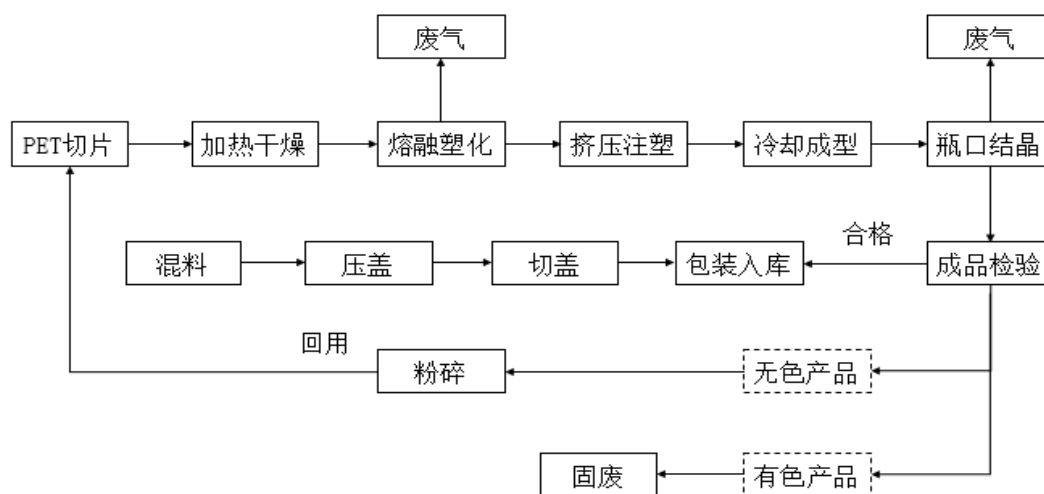 废气
废气
PET切片
加热干燥
熔融塑化
挤压注塑
冷却成型
瓶口结晶
合格
混料
压盖
切盖
包装入库
成品检验
回用
粉碎
无色产品
固废
有色产品